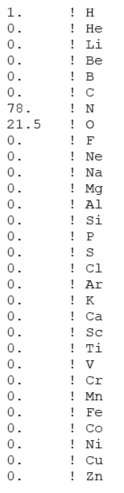 1. ! H
0. ! He
0. ! Li
0. ! Be
0. ! B
0. ! C
78. ! N
21.5 ! O
0. ! F
0. ! Ne
0. ! Na
0. ! Mg
0. ! Al
0. ! Si
0. ! P
0. ! S
0. ! Cl
0. ! Ar
0. ! K
0. ! Ca
0. ! Sc
0. ! Ti
0. ! V
0. ! Cr
0. ! Mn
0. ! Fe
0. ! Co
0. ! Ni
0. ! Cu
0. ! Zn